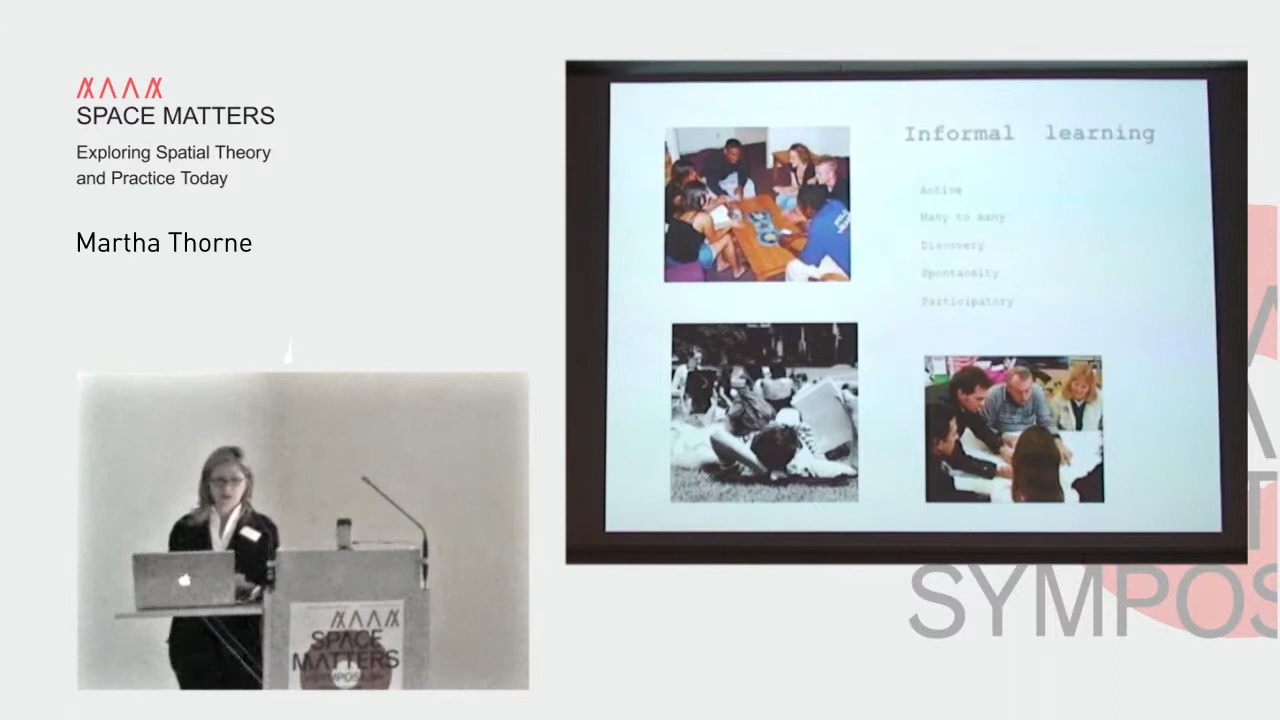 SPACE MATTERS
Exploring Spatial Theory
and Practice Today
Martha Thorne
Informal learning
Active
Many to many
Discovery
Spontaneity
Participatory
SPACE
MATTERS
SYMPOSIUM
SYMPOS